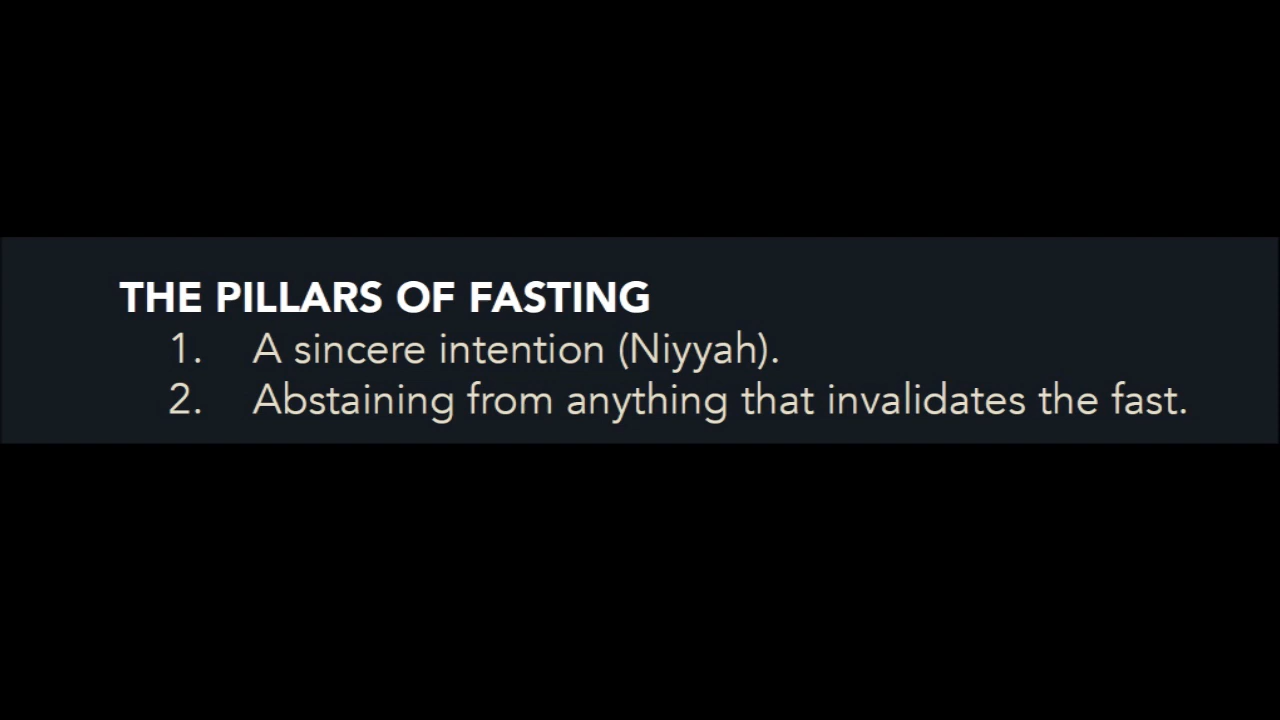 THE PILLARS OF FASTING
1. A sincere intention (Niyyah).
2. Abstaining from anything that invalidates the fast.